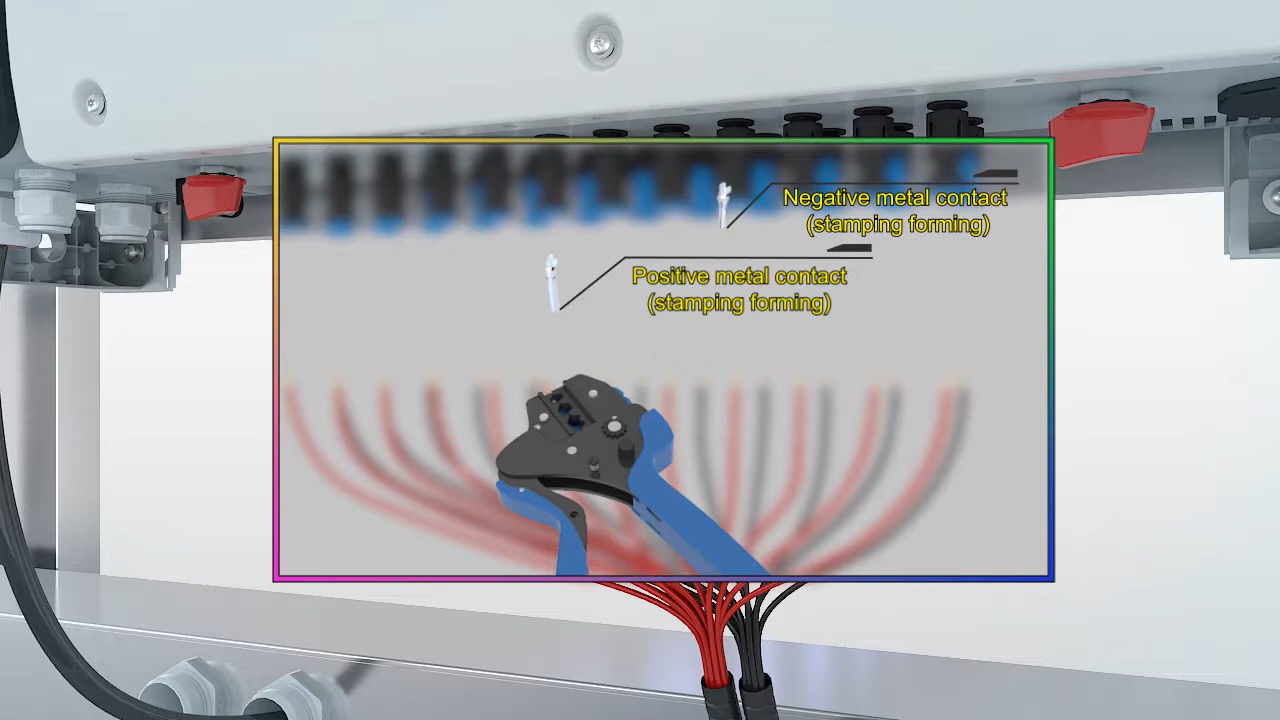 Negative metal contact
(stamping forming)
Positive metal contact
(stamping forming)